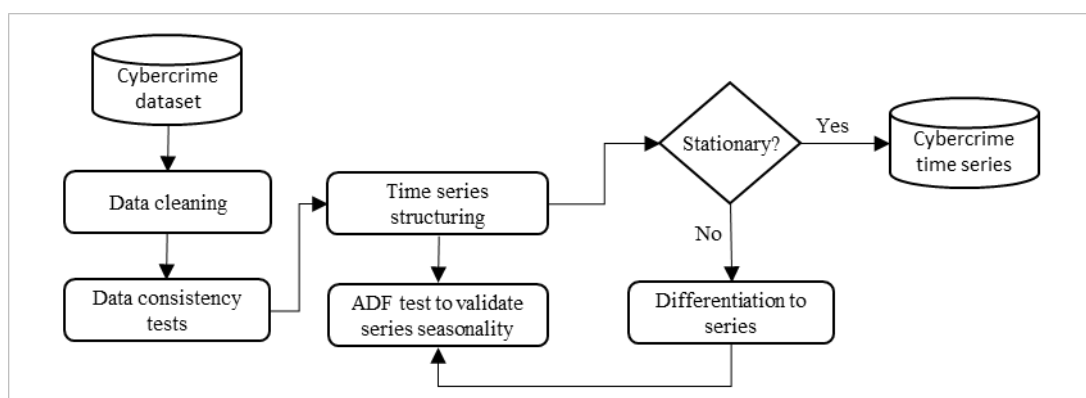 Cybercrime
dataset
Data cleaning
Data consistency
tests
Time series
structuring
ADF test to validate
series seasonality
Stationary?
Yes
Cybercrime
time series
No
Differentiation to
series